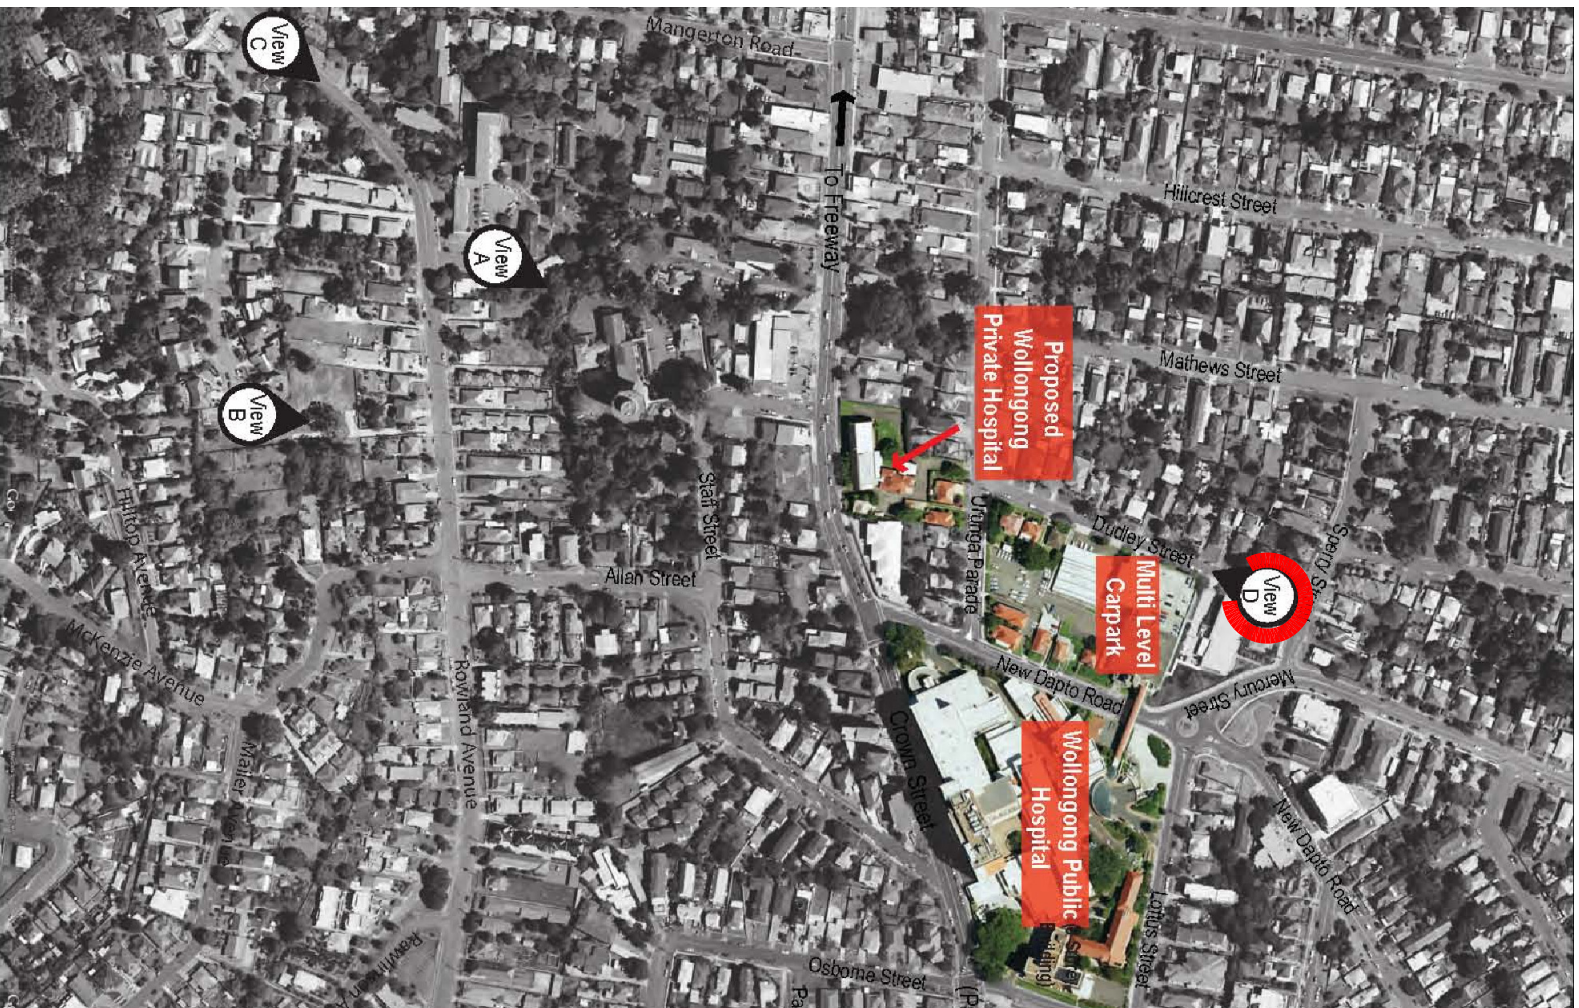 View
C
Mangerton Road
View
A
To Freeway
Hillcrest Street
Mathews Street
View
B
Proposed
Wollongong
Private Hospital
Staff Street
Urunga Parade
Dudley Street
Multi Level
Carpark
View
D
Allan Street
Hilton Avenue
McKenzie Avenue
Rowland Avenue
New Dapto Road
Mercury Street
Crown Street
Wollongong Public
Hospital
New Dapto Road
Loftus Street
Osborne Street